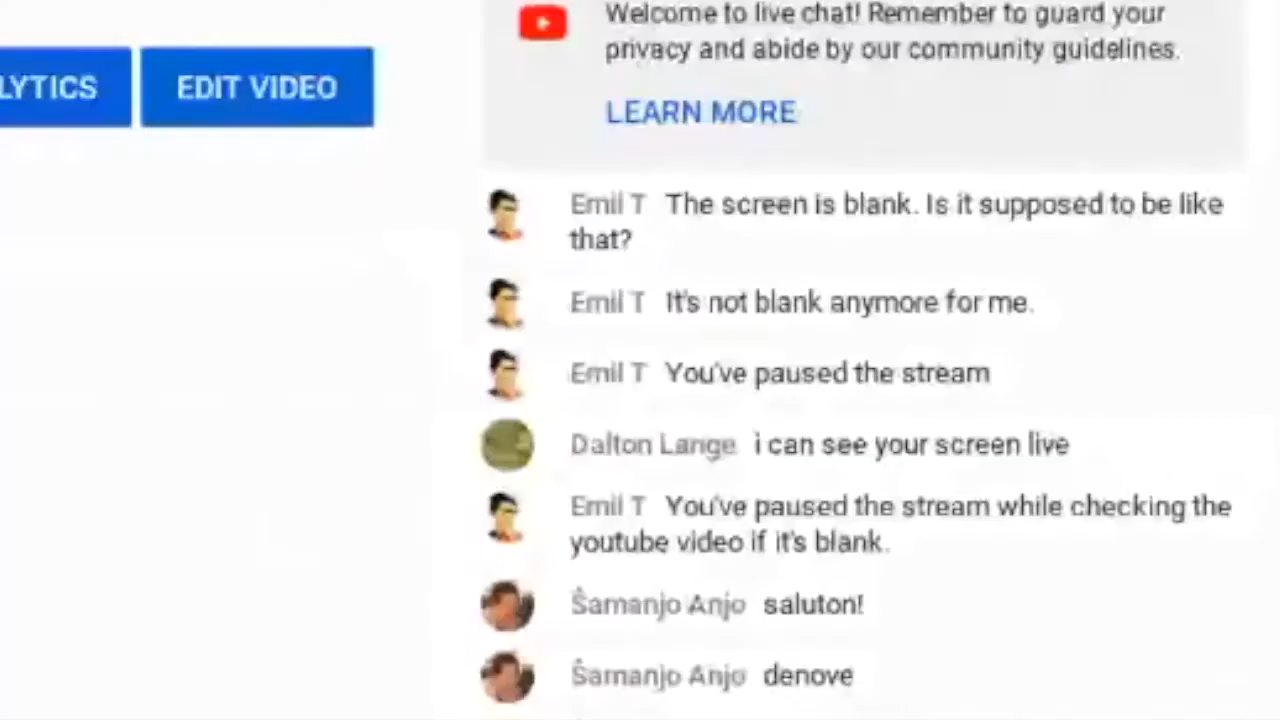 Welcome to live chat! Remember to guard your
privacy and abide by our community guidelines.
LYTICS
EDIT VIDEO
LEARN MORE
Emil T The screen is blank. Is it supposed to be like
that?
Emil T It's not blank anymore for me.
Emil T You've paused the stream
Dalton Lange i can see your screen live
Emil T You've paused the stream while checking the
youtube video if it's blank.
Ŝamanjo Anjo saluton!
Ŝamanjo Anjo denove